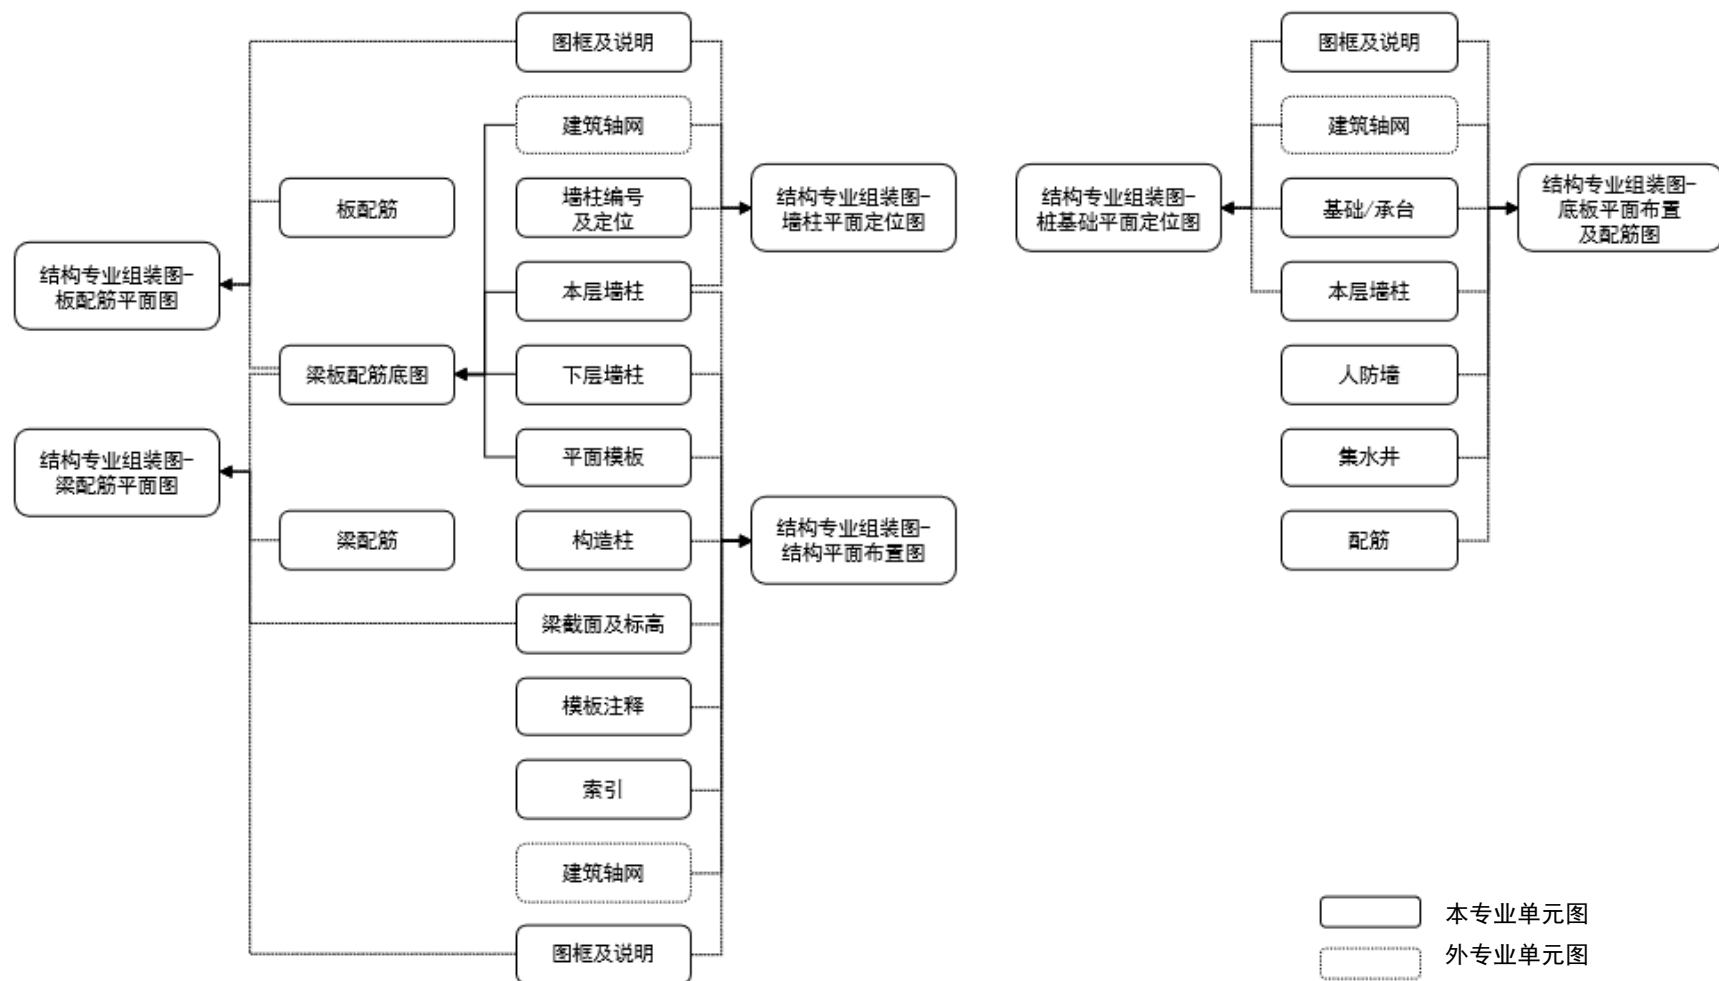 图框及说明
建筑轴网
墙柱编号
及定位
本层墙柱
下层墙柱
平面模板
构造柱
梁截面及标高
模板注释
索引
建筑轴网
图框及说明
板配筋
梁板配筋底图
梁配筋
结构专业组装图-
板配筋平面图
结构专业组装图-
梁配筋平面图
结构专业组装图-
墙柱平面定位图
结构专业组装图-
结构平面布置图
结构专业组装图-
桩基础平面定位图
图框及说明
建筑轴网
基础/承台
本层墙柱
人防墙
集水井
配筋
结构专业组装图-
底板平面布置
及配筋图
本专业单元图
外专业单元图